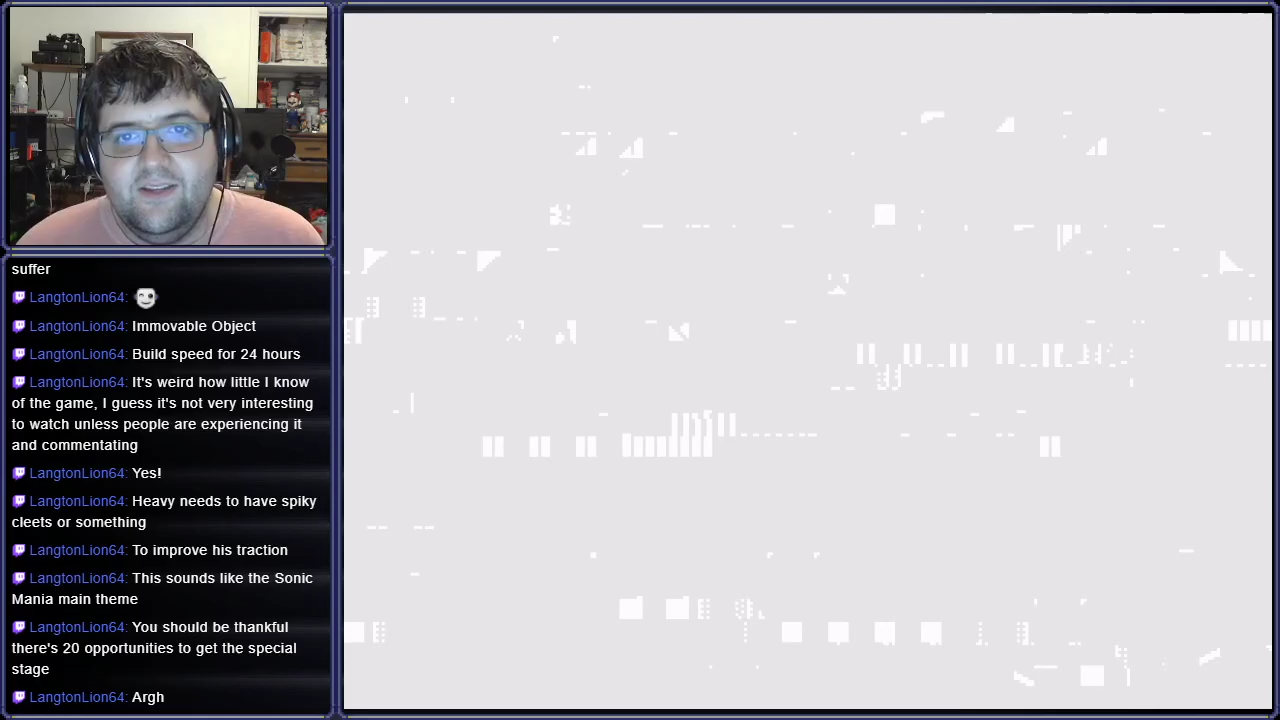 suffer
LangtonLion64:
LangtonLion64: Immovable Object
LangtonLion64: Build speed for 24 hours
LangtonLion64: It's weird how little I know
of the game, I guess it's not very interesting
to watch unless people are experiencing it
and commentating
LangtonLion64: Yes!
LangtonLion64: Heavy needs to have spiky
cleets or something
LangtonLion64: To improve his traction
LangtonLion64: This sounds like the Sonic
Mania main theme
LangtonLion64: You should be thankful
there's 20 opportunities to get the special
stage
LangtonLion64: Argh